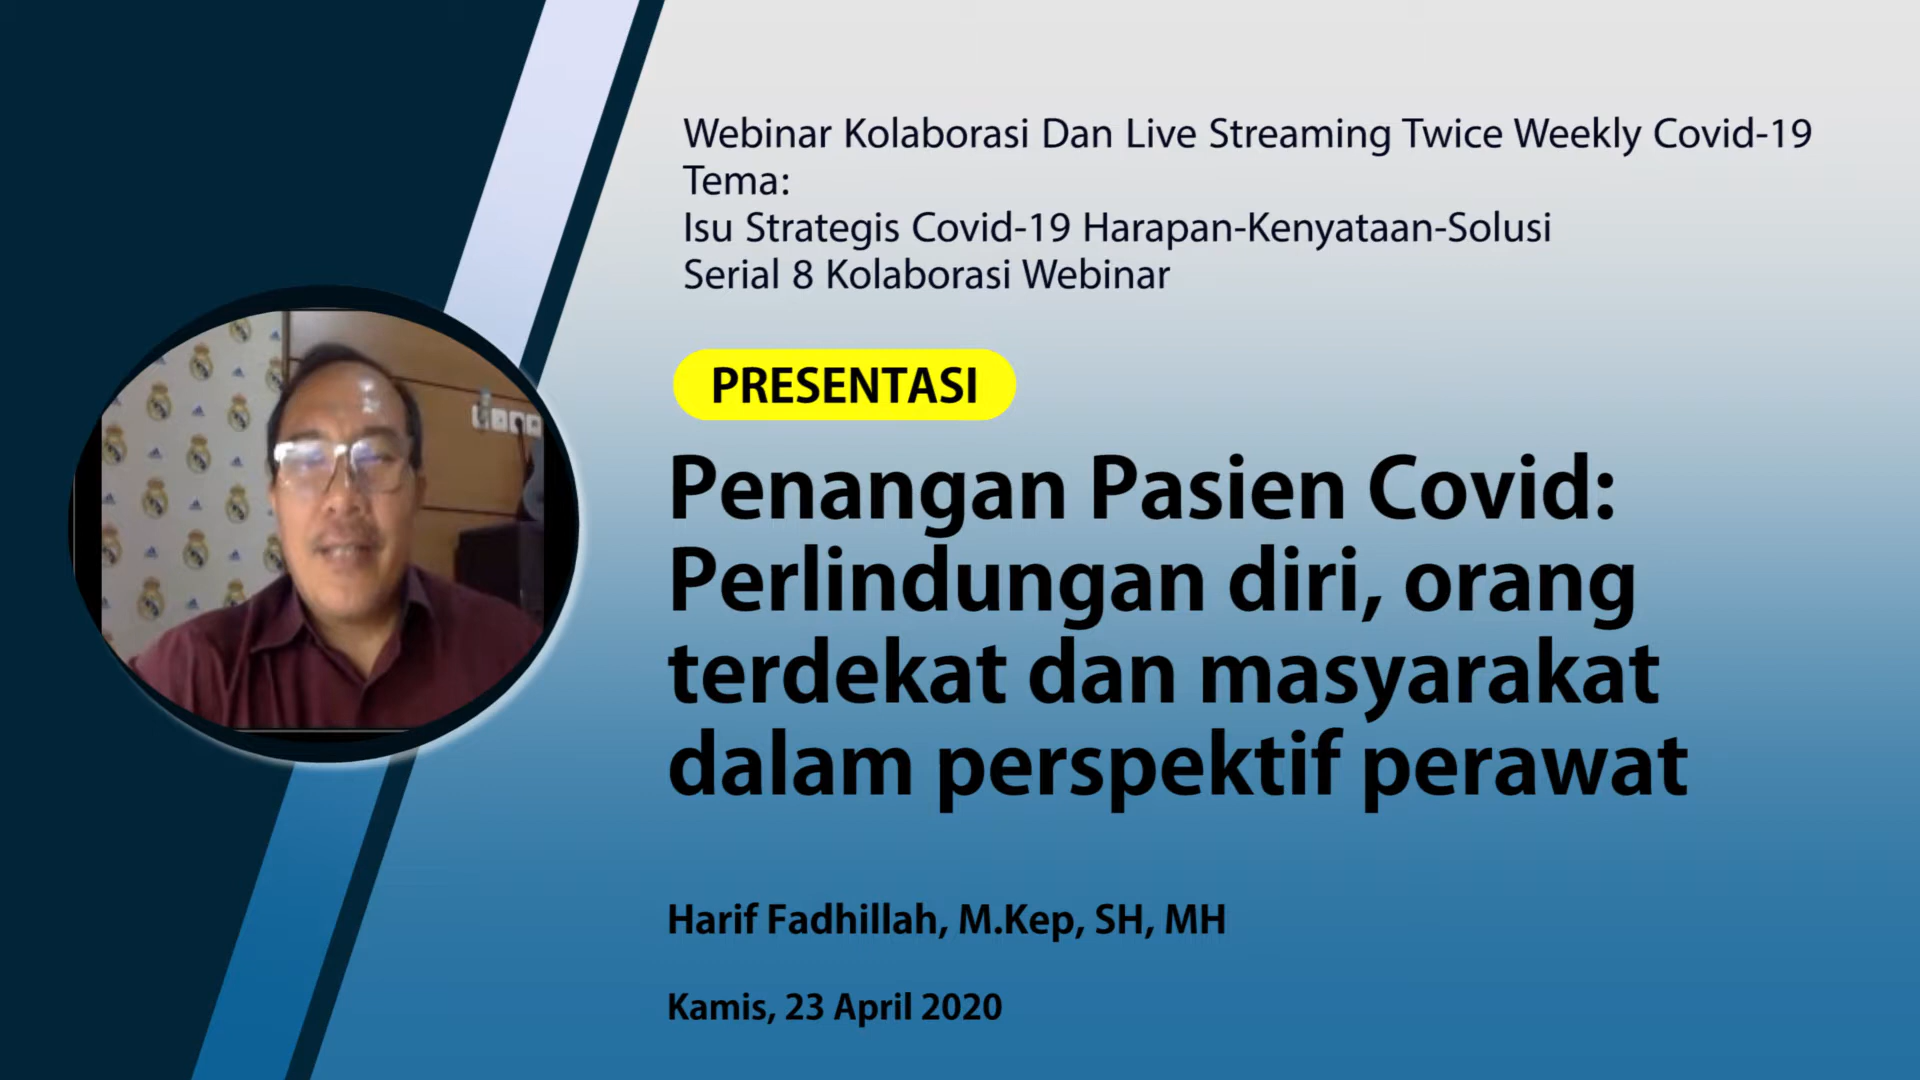 Webinar Kolaborasi Dan Live Streaming Twice Weekly Covid-19
Tema:
Isu Strategis Covid-19 Harapan-Kenyataan-Solusi
Serial 8 Kolaborasi Webinar
PRESENTASI
Penangan Pasien Covid:
Perlindungan diri, orang
terdekat dan masyarakat
dalam perspektif perawat
Harif Fadhillah, M.Kep, SH, MH
Kamis, 23 April 2020